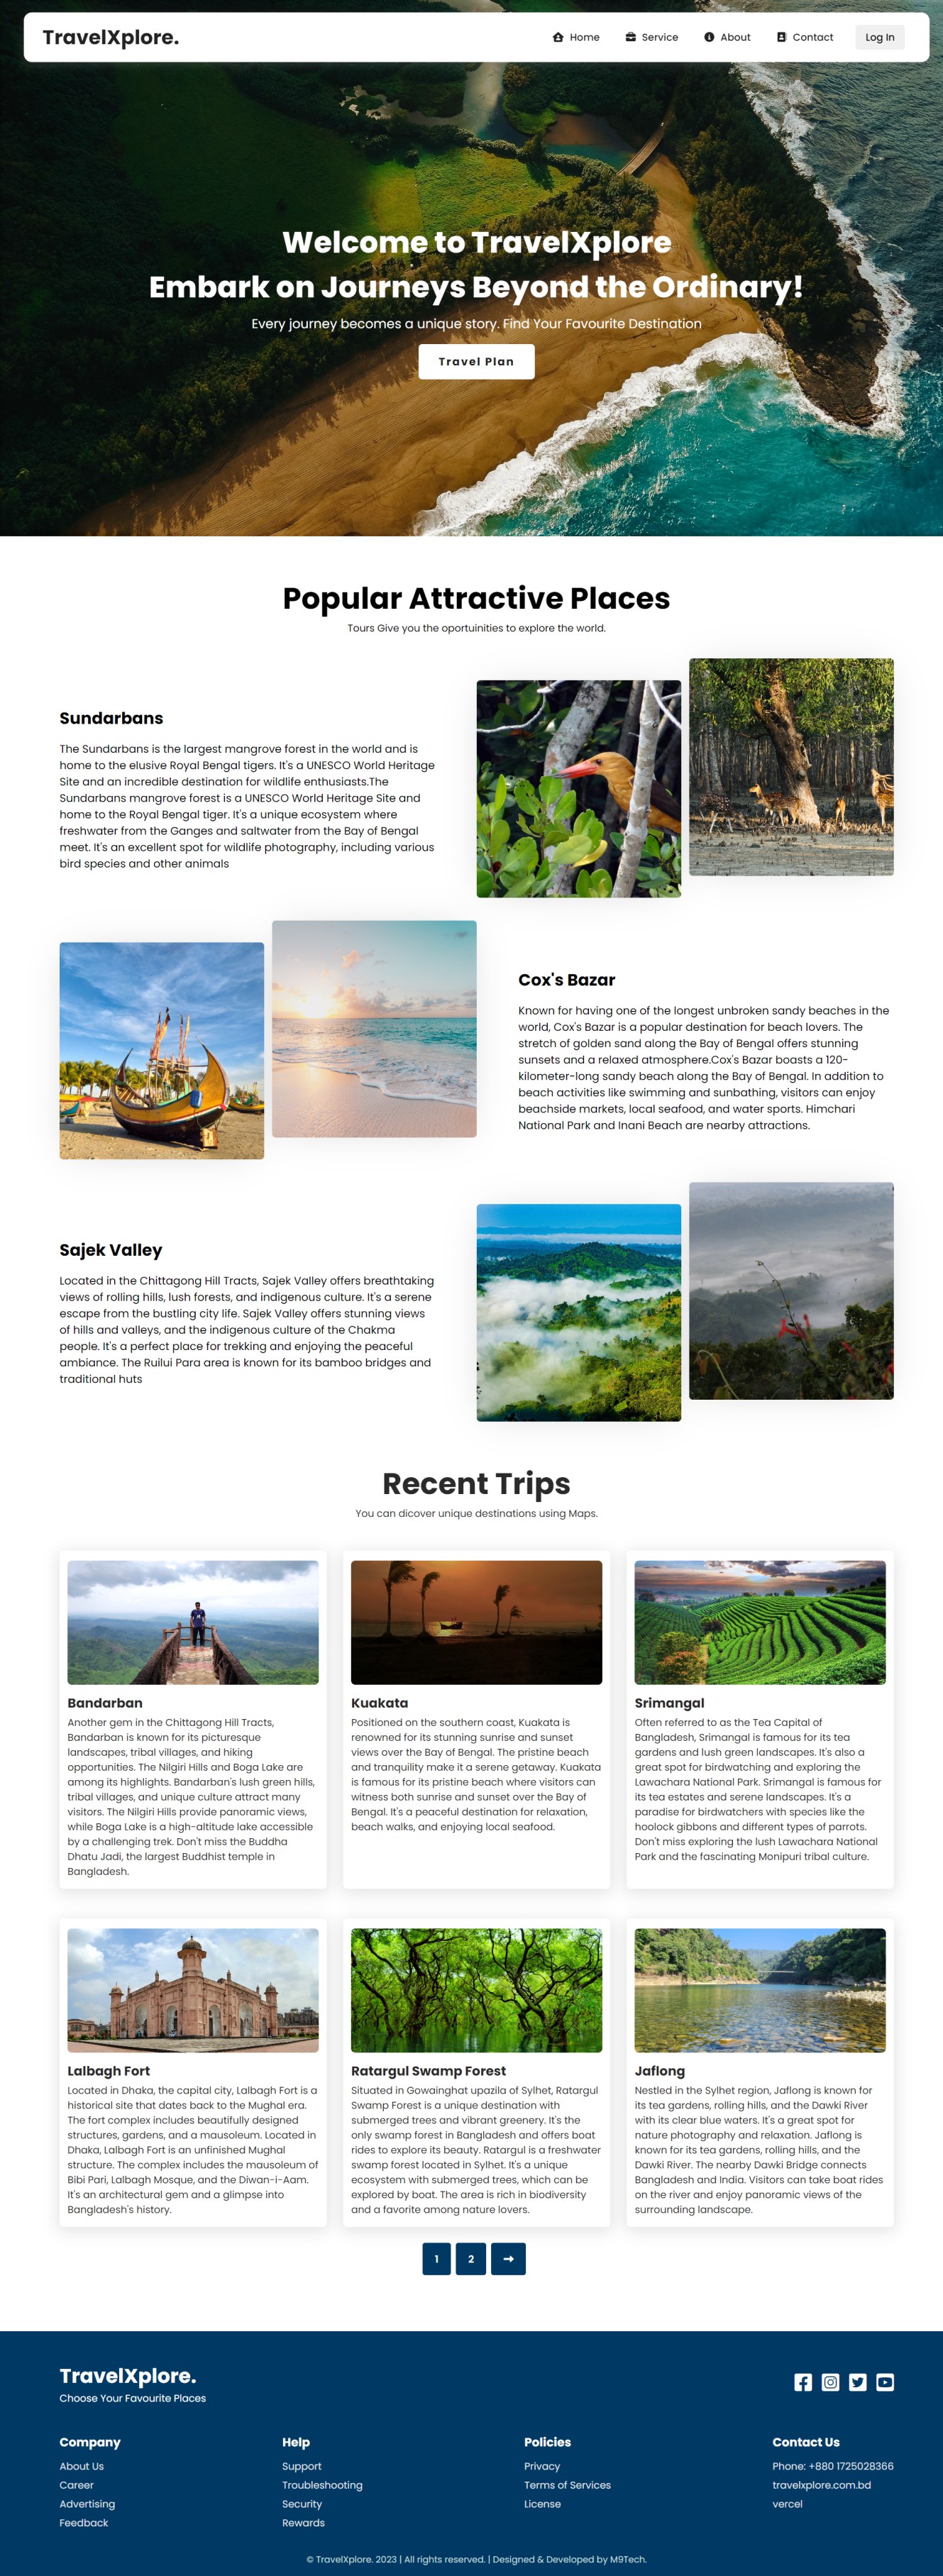 TravelXplore.
Home
Service
About
Contact
Log In
Welcome to TravelXplore
Embark on Journeys Beyond the Ordinary!
Every journey becomes a unique story. Find Your Favourite Destination
Travel Plan
Popular Attractive Places
Tours Give you the oportuinities to explore the world.
Sundarbans
The Sundarbans is the largest mangrove forest in the world and is
home to the elusive Royal Bengal tigers. It's a UNESCO World Heritage
Site and an incredible destination for wildlife enthusiasts.The
Sundarbans mangrove forest is a UNESCO World Heritage Site and
home to the Royal Bengal tiger. It's a unique ecosystem where
freshwater from the Ganges and saltwater from the Bay of Bengal
meet. It's an excellent spot for wildlife photography, including various
bird species and other animals
Cox's Bazar
Known for having one of the longest unbroken sandy beaches in the
world, Cox's Bazar is a popular destination for beach lovers. The
stretch of golden sand along the Bay of Bengal offers stunning
sunsets and a relaxed atmosphere.Cox's Bazar boasts a 120-
kilometer-long sandy beach along the Bay of Bengal. In addition to
beach activities like swimming and sunbathing, visitors can enjoy
beachside markets, local seafood, and water sports. Himchari
National Park and Inani Beach are nearby attractions.
Sajek Valley
Located in the Chittagong Hill Tracts, Sajek Valley offers breathtaking
views of rolling hills, lush forests, and indigenous culture. It's a serene
escape from the bustling city life. Sajek Valley offers stunning views
of hills and valleys, and the indigenous culture of the Chakma
people. It's a perfect place for trekking and enjoying the peaceful
ambiance. The Ruilui Para area is known for its bamboo bridges and
traditional huts
Recent Trips
You can dicover unique destinations using Maps.
Bandarban
Another gem in the Chittagong Hill Tracts,
Bandarban is known for its picturesque
landscapes, tribal villages, and hiking
opportunities. The Nilgiri Hills and Boga Lake are
among its highlights. Bandarban's lush green hills,
tribal villages, and unique culture attract many
visitors. The Nilgiri Hills provide panoramic views,
while Boga Lake is a high-altitude lake accessible
by a challenging trek. Don't miss the Buddha
Dhatu Jadi, the largest Buddhist temple in
Bangladesh.
Kuakata
Positioned on the southern coast, Kuakata is
renowned for its stunning sunrise and sunset
views over the Bay of Bengal. The pristine beach
and tranquility make it a serene getaway. Kuakata
is famous for its pristine beach where visitors can
witness both sunrise and sunset over the Bay of
Bengal. It's a peaceful destination for relaxation,
beach walks, and enjoying local seafood.
Srimangal
Often referred to as the Tea Capital of
Bangladesh, Srimangal is famous for its tea
gardens and lush green landscapes. It's also a
great spot for birdwatching and exploring the
Lawachara National Park. Srimangal is famous for
its tea estates and serene landscapes. It's a
paradise for birdwatchers with species like the
hoolock gibbons and different types of parrots.
Don't miss exploring the lush Lawachara National
Park and the fascinating Monipuri tribal culture.
Lalbagh Fort
Located in Dhaka, the capital city, Lalbagh Fort is a
historical site that dates back to the Mughal era.
The fort complex includes beautifully designed
structures, gardens, and a mausoleum. Located in
Dhaka, Lalbagh Fort is an unfinished Mughal
structure. The complex includes the mausoleum of
Bibi Pari, Lalbagh Mosque, and the Diwan-i-Aam.
It's an architectural gem and a glimpse into
Bangladesh's history.
Ratargul Swamp Forest
Situated in Gowainghat upazila of Sylhet, Ratargul
Swamp Forest is a unique destination with
submerged trees and vibrant greenery. It's the
only swamp forest in Bangladesh and offers boat
rides to explore its beauty. Ratargul is a freshwater
swamp forest located in Sylhet. It's a unique
ecosystem with submerged trees, which can be
explored by boat. The area is rich in biodiversity
and a favorite among nature lovers.
Jaflong
Nestled in the Sylhet region, Jaflong is known for
its tea gardens, rolling hills, and the Dawki River
with its clear blue waters. It's a great spot for
nature photography and relaxation. Jaflong is
known for its tea gardens, rolling hills, and the
Dawki River. The nearby Dawki Bridge connects
Bangladesh and India. Visitors can take boat rides
on the river and enjoy panoramic views of the
surrounding landscape.
1
2
TravelXplore.
Choose Your Favourite Places
Company
About Us
Career
Advertising
Feedback
Help
Support
Troubleshooting
Security
Rewards
Policies
Privacy
Terms of Services
License
Contact Us
Phone: +880 1725028366
travelxplore.com.bd
vercel
© TravelXplore. 2023 | All rights reserved. | Designed & Developed by M9Tech.